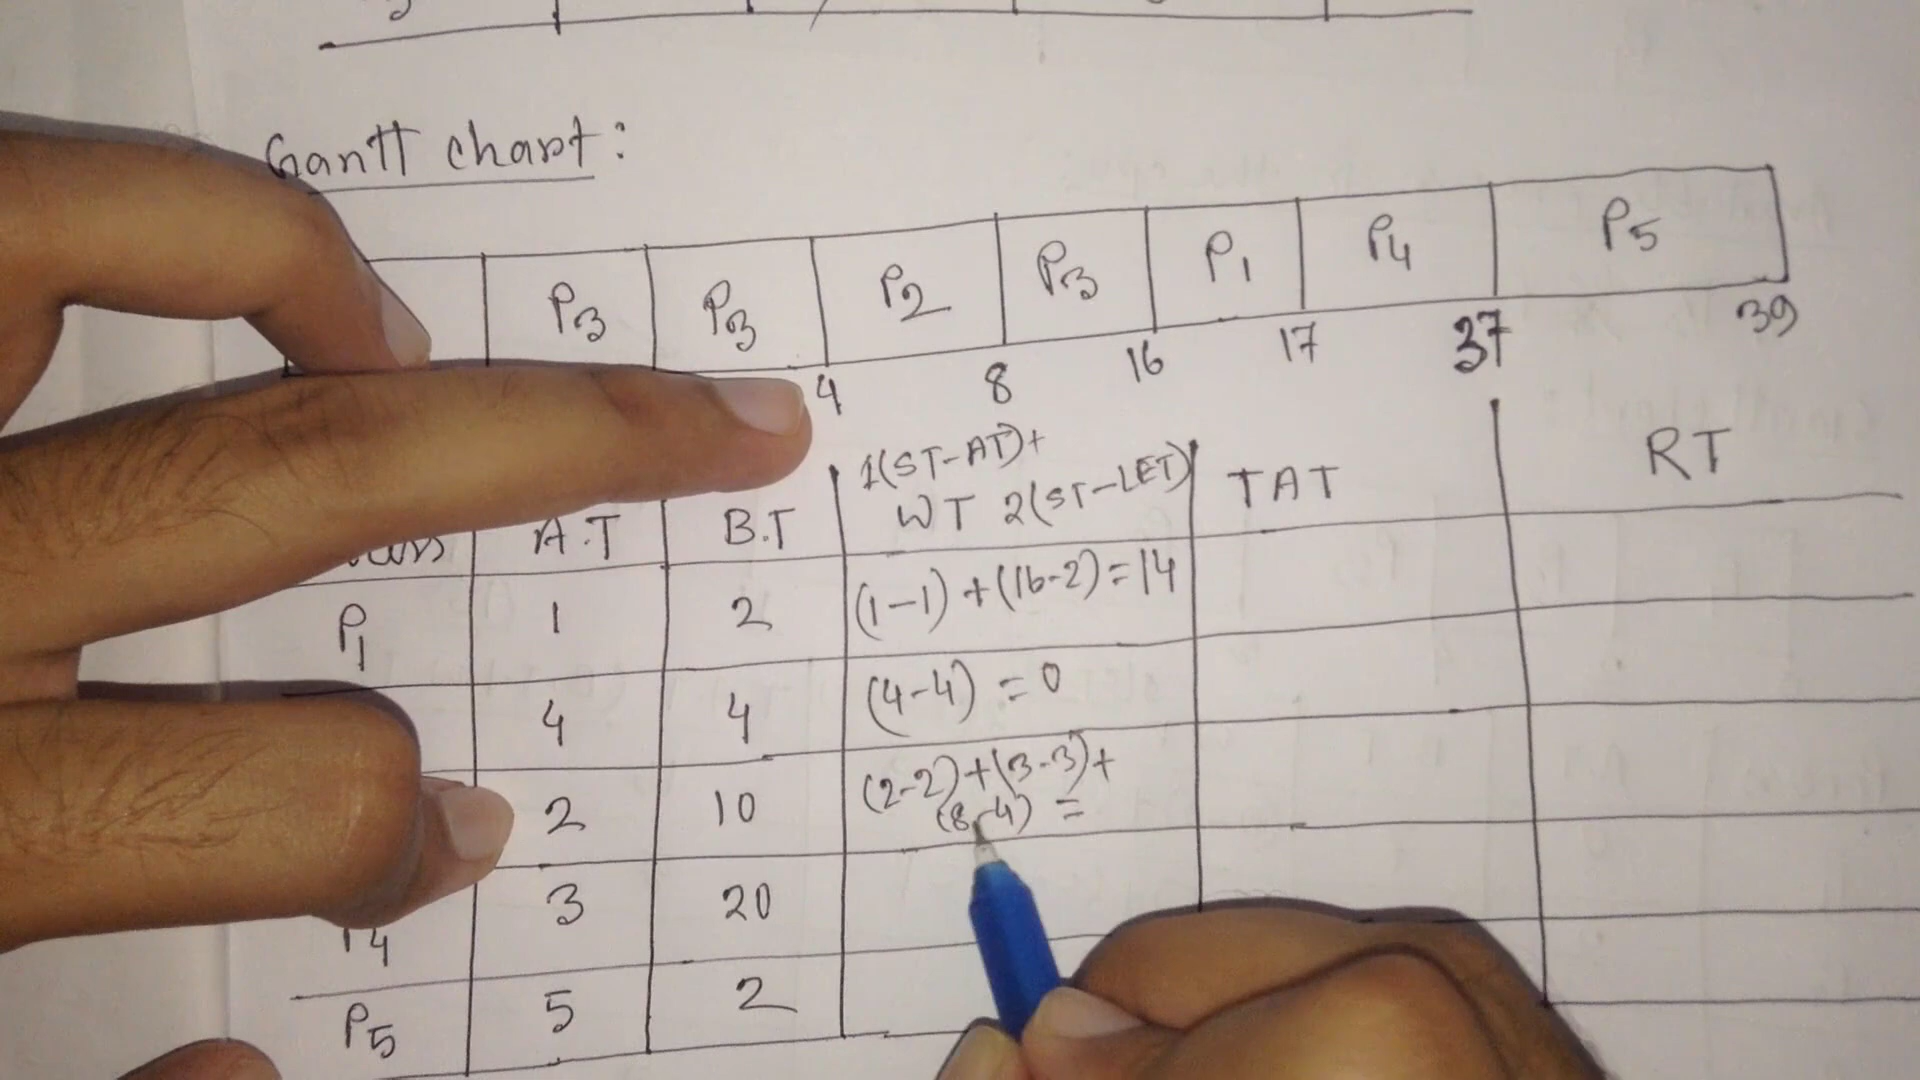 Gantt chart:
P3 P3 P2 P3 P1 P4 P5
4 8 16 17 37 39
1(ST-AT)+
A.T B.T WT 2(ST-LET) TAT RT
P1 1 2 (1-1)+(16-2)=14
4 4 (4-4) = 0
2 10 (2-2)+(3-3)+
(8-4) =
P4 3 20
P5 5 2